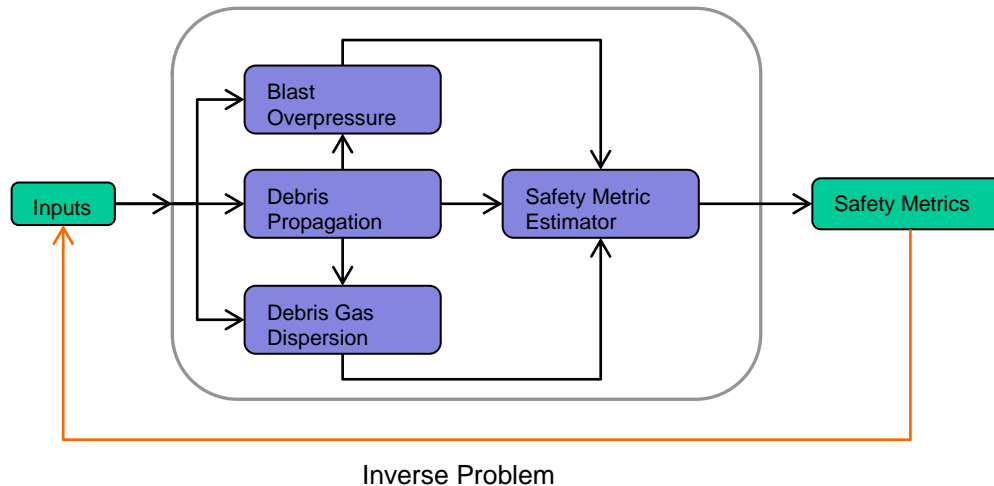 Blast
Overpressure
Inputs
Debris
Propagation
Safety Metric
Estimator
Safety Metrics
Debris Gas
Dispersion
Inverse Problem